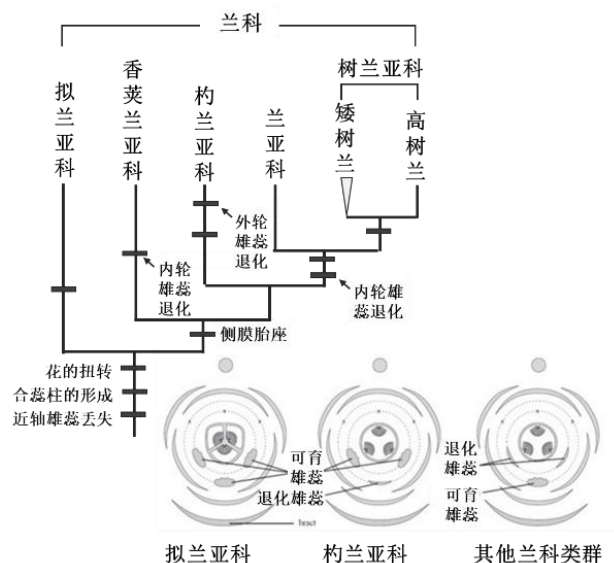 兰科
树兰亚科
拟兰亚科
香荚兰亚科
杓兰亚科
兰亚科
矮树兰
高树兰
外轮
雄蕊
退化
内轮
雄蕊
退化
内轮雄
蕊退化
侧膜胎座
花的扭转
合蕊柱的形成
近轴雄蕊丢失
可育
雄蕊
退化雄蕊
退化
雄蕊
可育
雄蕊
bract
拟兰亚科
杓兰亚科
其他兰科类群